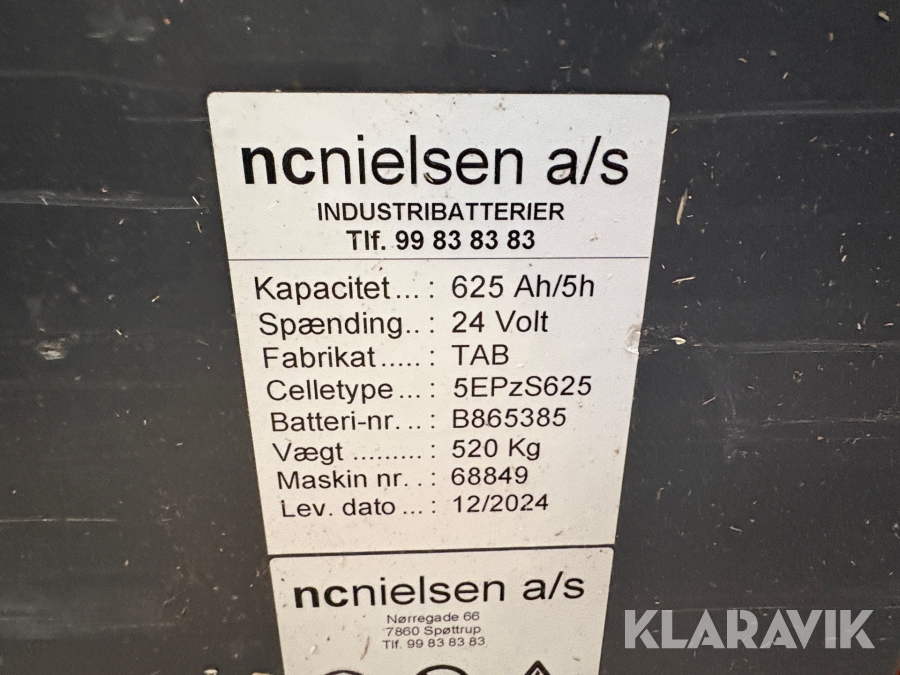 ncnielsen a/s
INDUSTRIBATTERIER
Tlf. 99 83 83 83
Kapacitet... : 625 Ah/5h
Spænding.. : 24 Volt
Fabrikat..... : TAB
Celletype ... : 5EPzS625
Batteri-nr. .. : B865385
Vægt ......... : 520 Kg
Maskin nr. . : 68849
Lev. dato ... : 12/2024
ncnielsen a/s
Nørregade 66
7860 Spøttrup
Tlf. 99 83 83 83
KLARAVIK